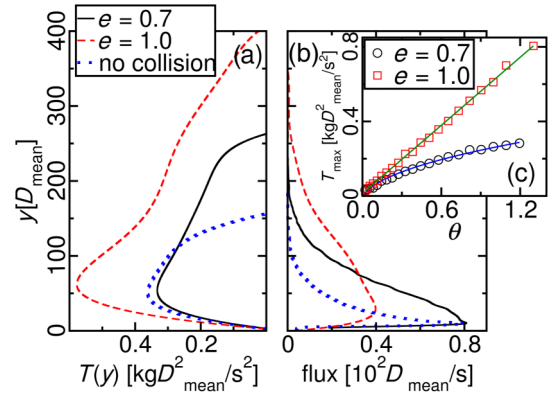 e = 0.7
e = 1.0
no collision
(a)
400
300
200
100
0
y[D_mean]
0.4 0.2
T(y) [kgD²_mean/s²]
(b)
0 0.4 0.8
flux [10²D_mean/s]
e = 0.7
e = 1.0
(c)
0.8
0.4
0.0
T_max [kgD²_mean/s²]
0.0 0.6 1.2
θ